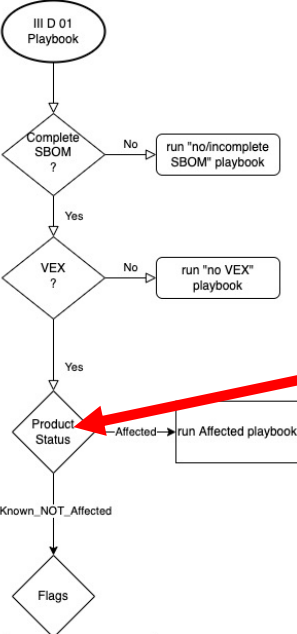 III D 01
Playbook
Complete
SBOM
?
No
run "no/incomplete
SBOM" playbook
Yes
VEX
?
No
run "no VEX"
playbook
Yes
Product
Status
Affected
run Affected playbook
Known_NOT_Affected
Flags